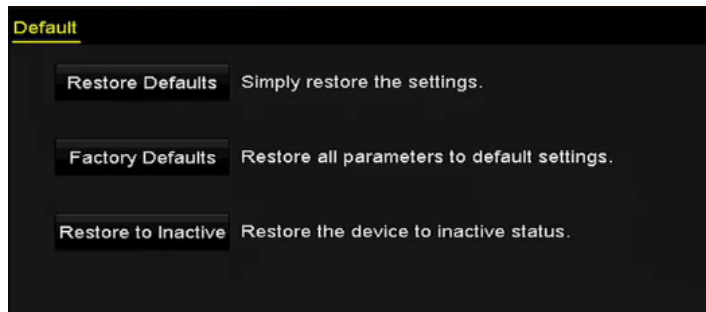 Default
Restore Defaults Simply restore the settings.
Factory Defaults Restore all parameters to default settings.
Restore to Inactive Restore the device to inactive status.